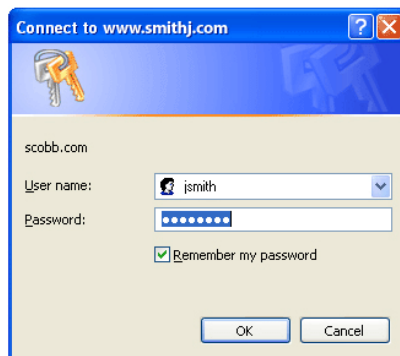 Connect to www.smithj.com
scobb.com
User name: jsmith
Password: ••••••••
Remember my password
OK Cancel